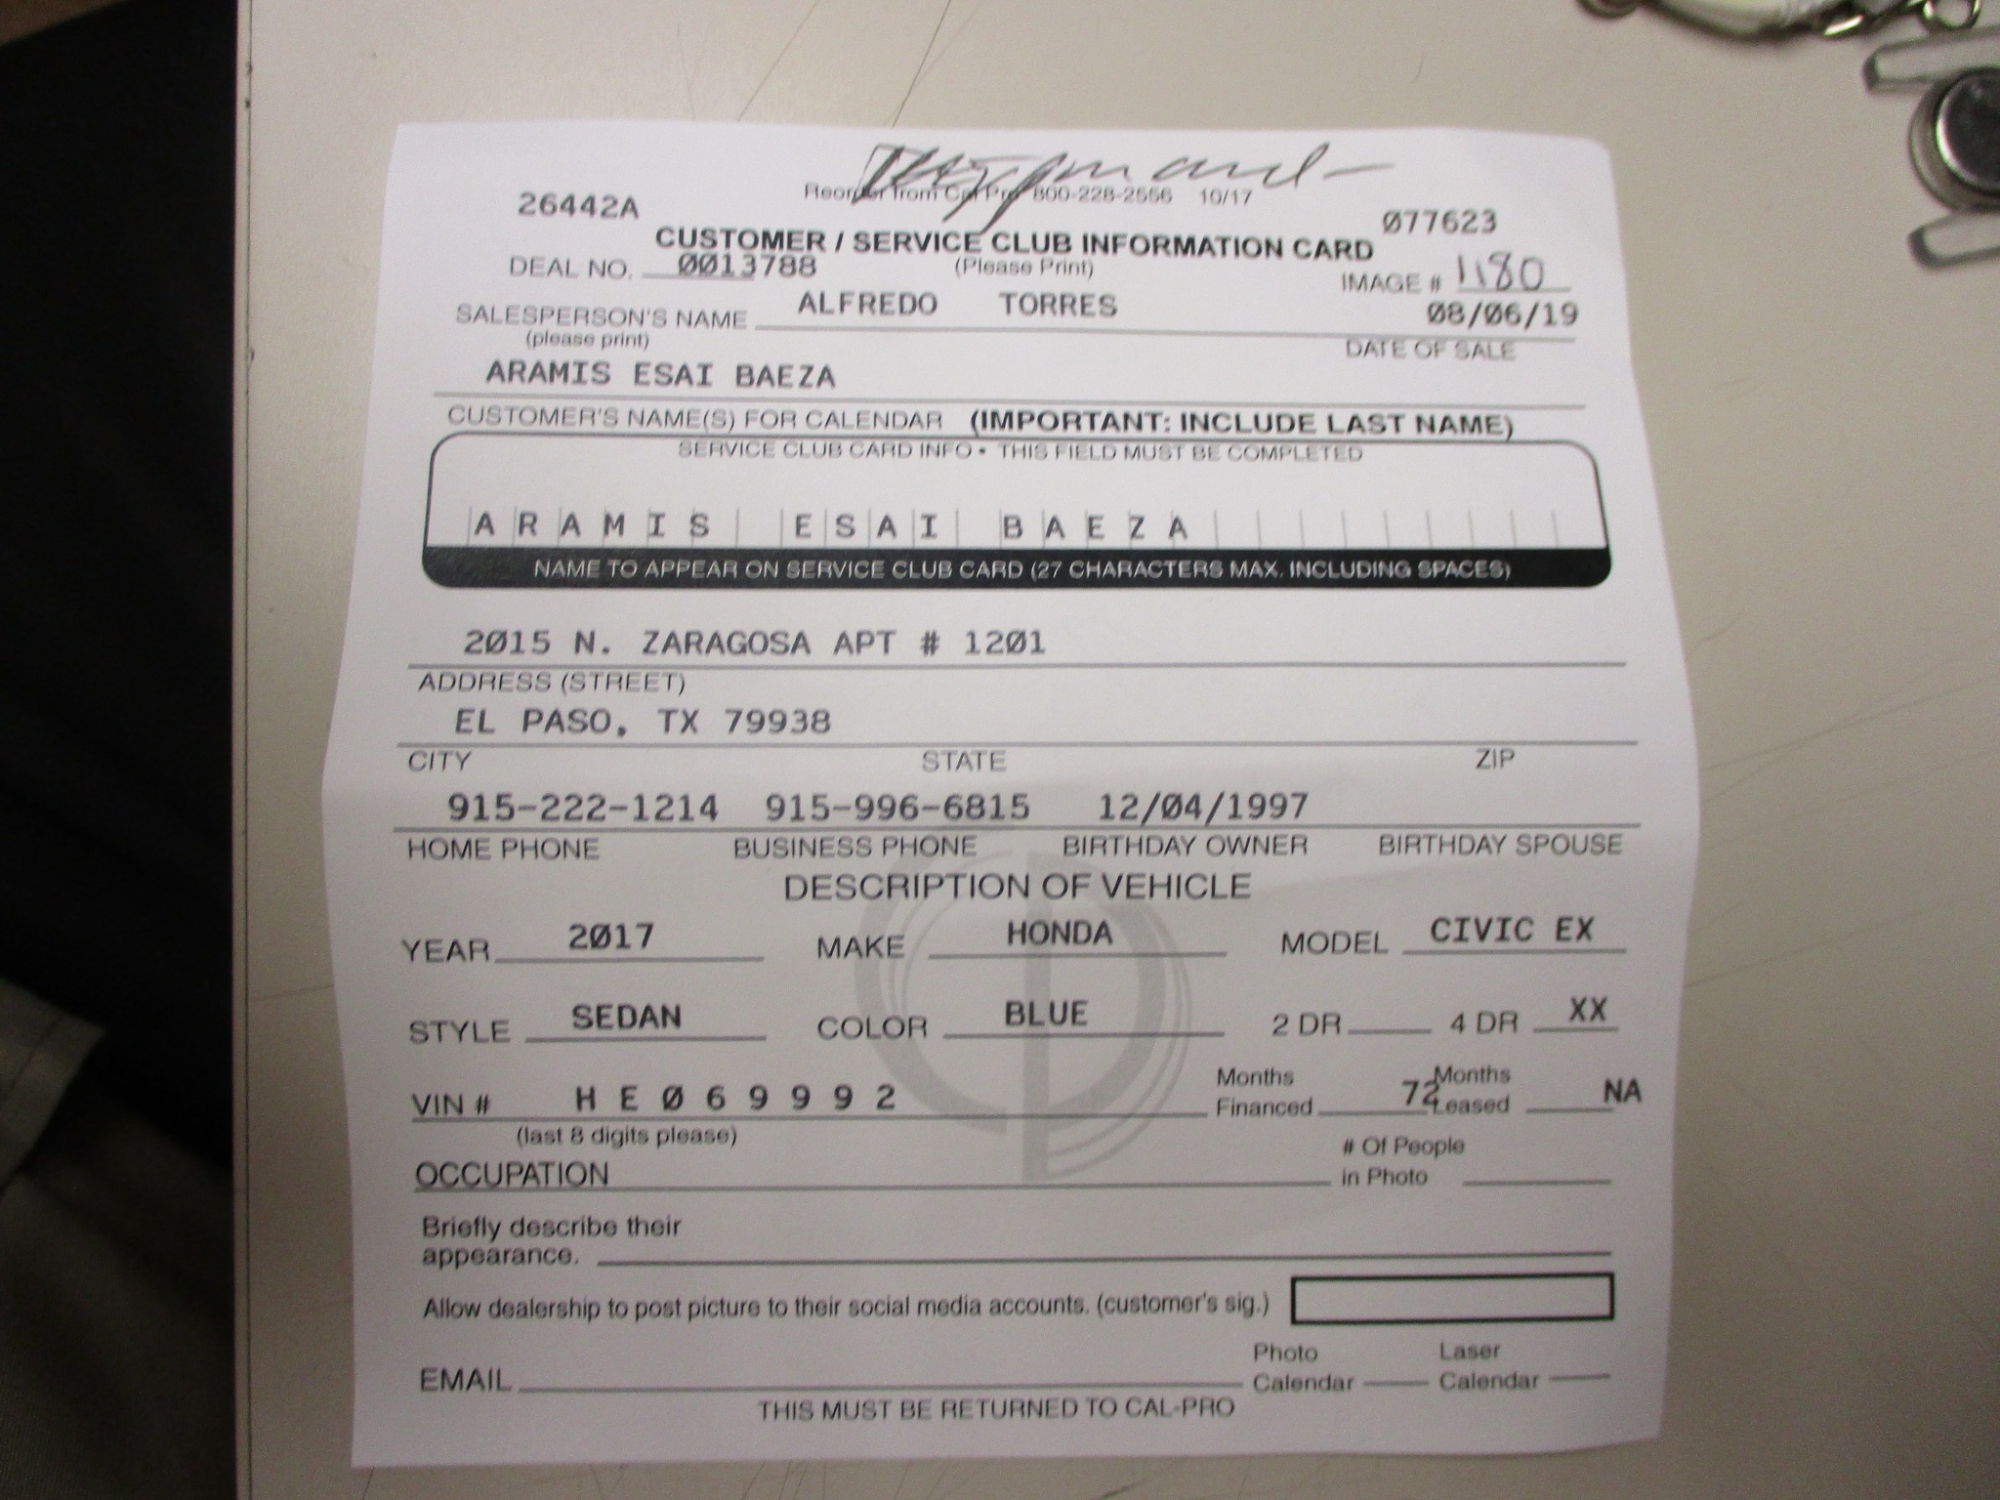 Reorder from Cal Pro 800-228-2556 10/17
26442A
077623
CUSTOMER / SERVICE CLUB INFORMATION CARD
DEAL NO. 0013788 (Please Print) IMAGE # 1180
SALESPERSON'S NAME ALFREDO TORRES 08/06/19
(please print) DATE OF SALE
ARAMIS ESAI BAEZA
CUSTOMER'S NAME(S) FOR CALENDAR (IMPORTANT: INCLUDE LAST NAME)
SERVICE CLUB CARD INFO • THIS FIELD MUST BE COMPLETED
ARAMIS ESAI BAEZA
NAME TO APPEAR ON SERVICE CLUB CARD (27 CHARACTERS MAX. INCLUDING SPACES)
2015 N. ZARAGOSA APT # 1201
ADDRESS (STREET)
EL PASO, TX 79938
CITY STATE ZIP
915-222-1214 915-996-6815 12/04/1997
HOME PHONE BUSINESS PHONE BIRTHDAY OWNER BIRTHDAY SPOUSE
DESCRIPTION OF VEHICLE
YEAR 2017 MAKE HONDA MODEL CIVIC EX
STYLE SEDAN COLOR BLUE 2 DR 4 DR XX
VIN # HE069992 Months Financed 72 Months Leased NA
(last 8 digits please)
OCCUPATION # Of People in Photo
Briefly describe their
appearance.
Allow dealership to post picture to their social media accounts. (customer's sig.)
EMAIL Photo Calendar Laser Calendar
THIS MUST BE RETURNED TO CAL-PRO